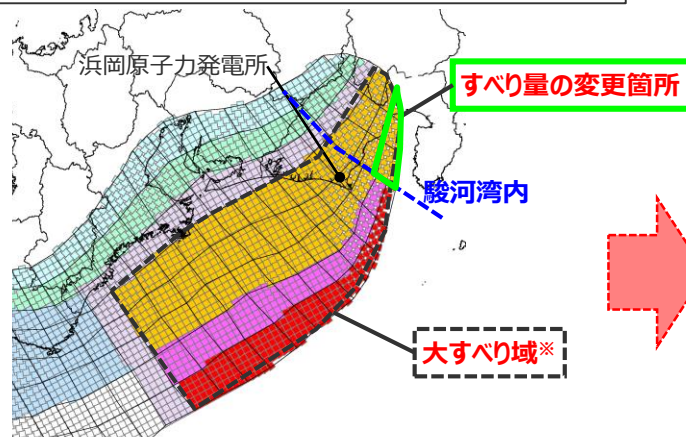 浜岡原子力発電所
すべり量の変更箇所
駿河湾内
大すべり域※